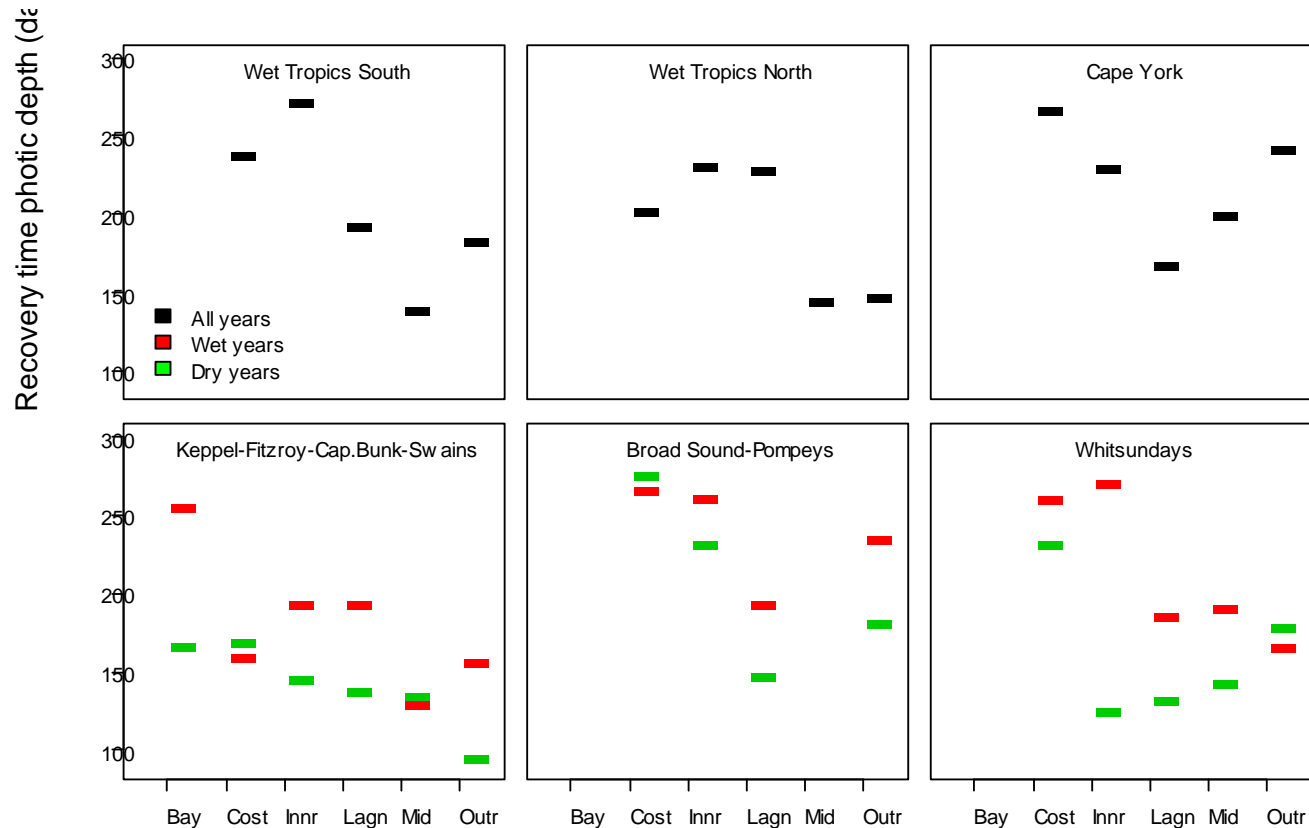 Recovery time photic depth (da
Wet Tropics South
Wet Tropics North
Cape York
300
250
200
150
100
All years
Wet years
Dry years
Keppel-Fitzroy-Cap.Bunk-Swains
Broad Sound-Pompeys
Whitsundays
300
250
200
150
100
Bay Cost Innr Lagn Mid Outr
Bay Cost Innr Lagn Mid Outr
Bay Cost Innr Lagn Mid Outr